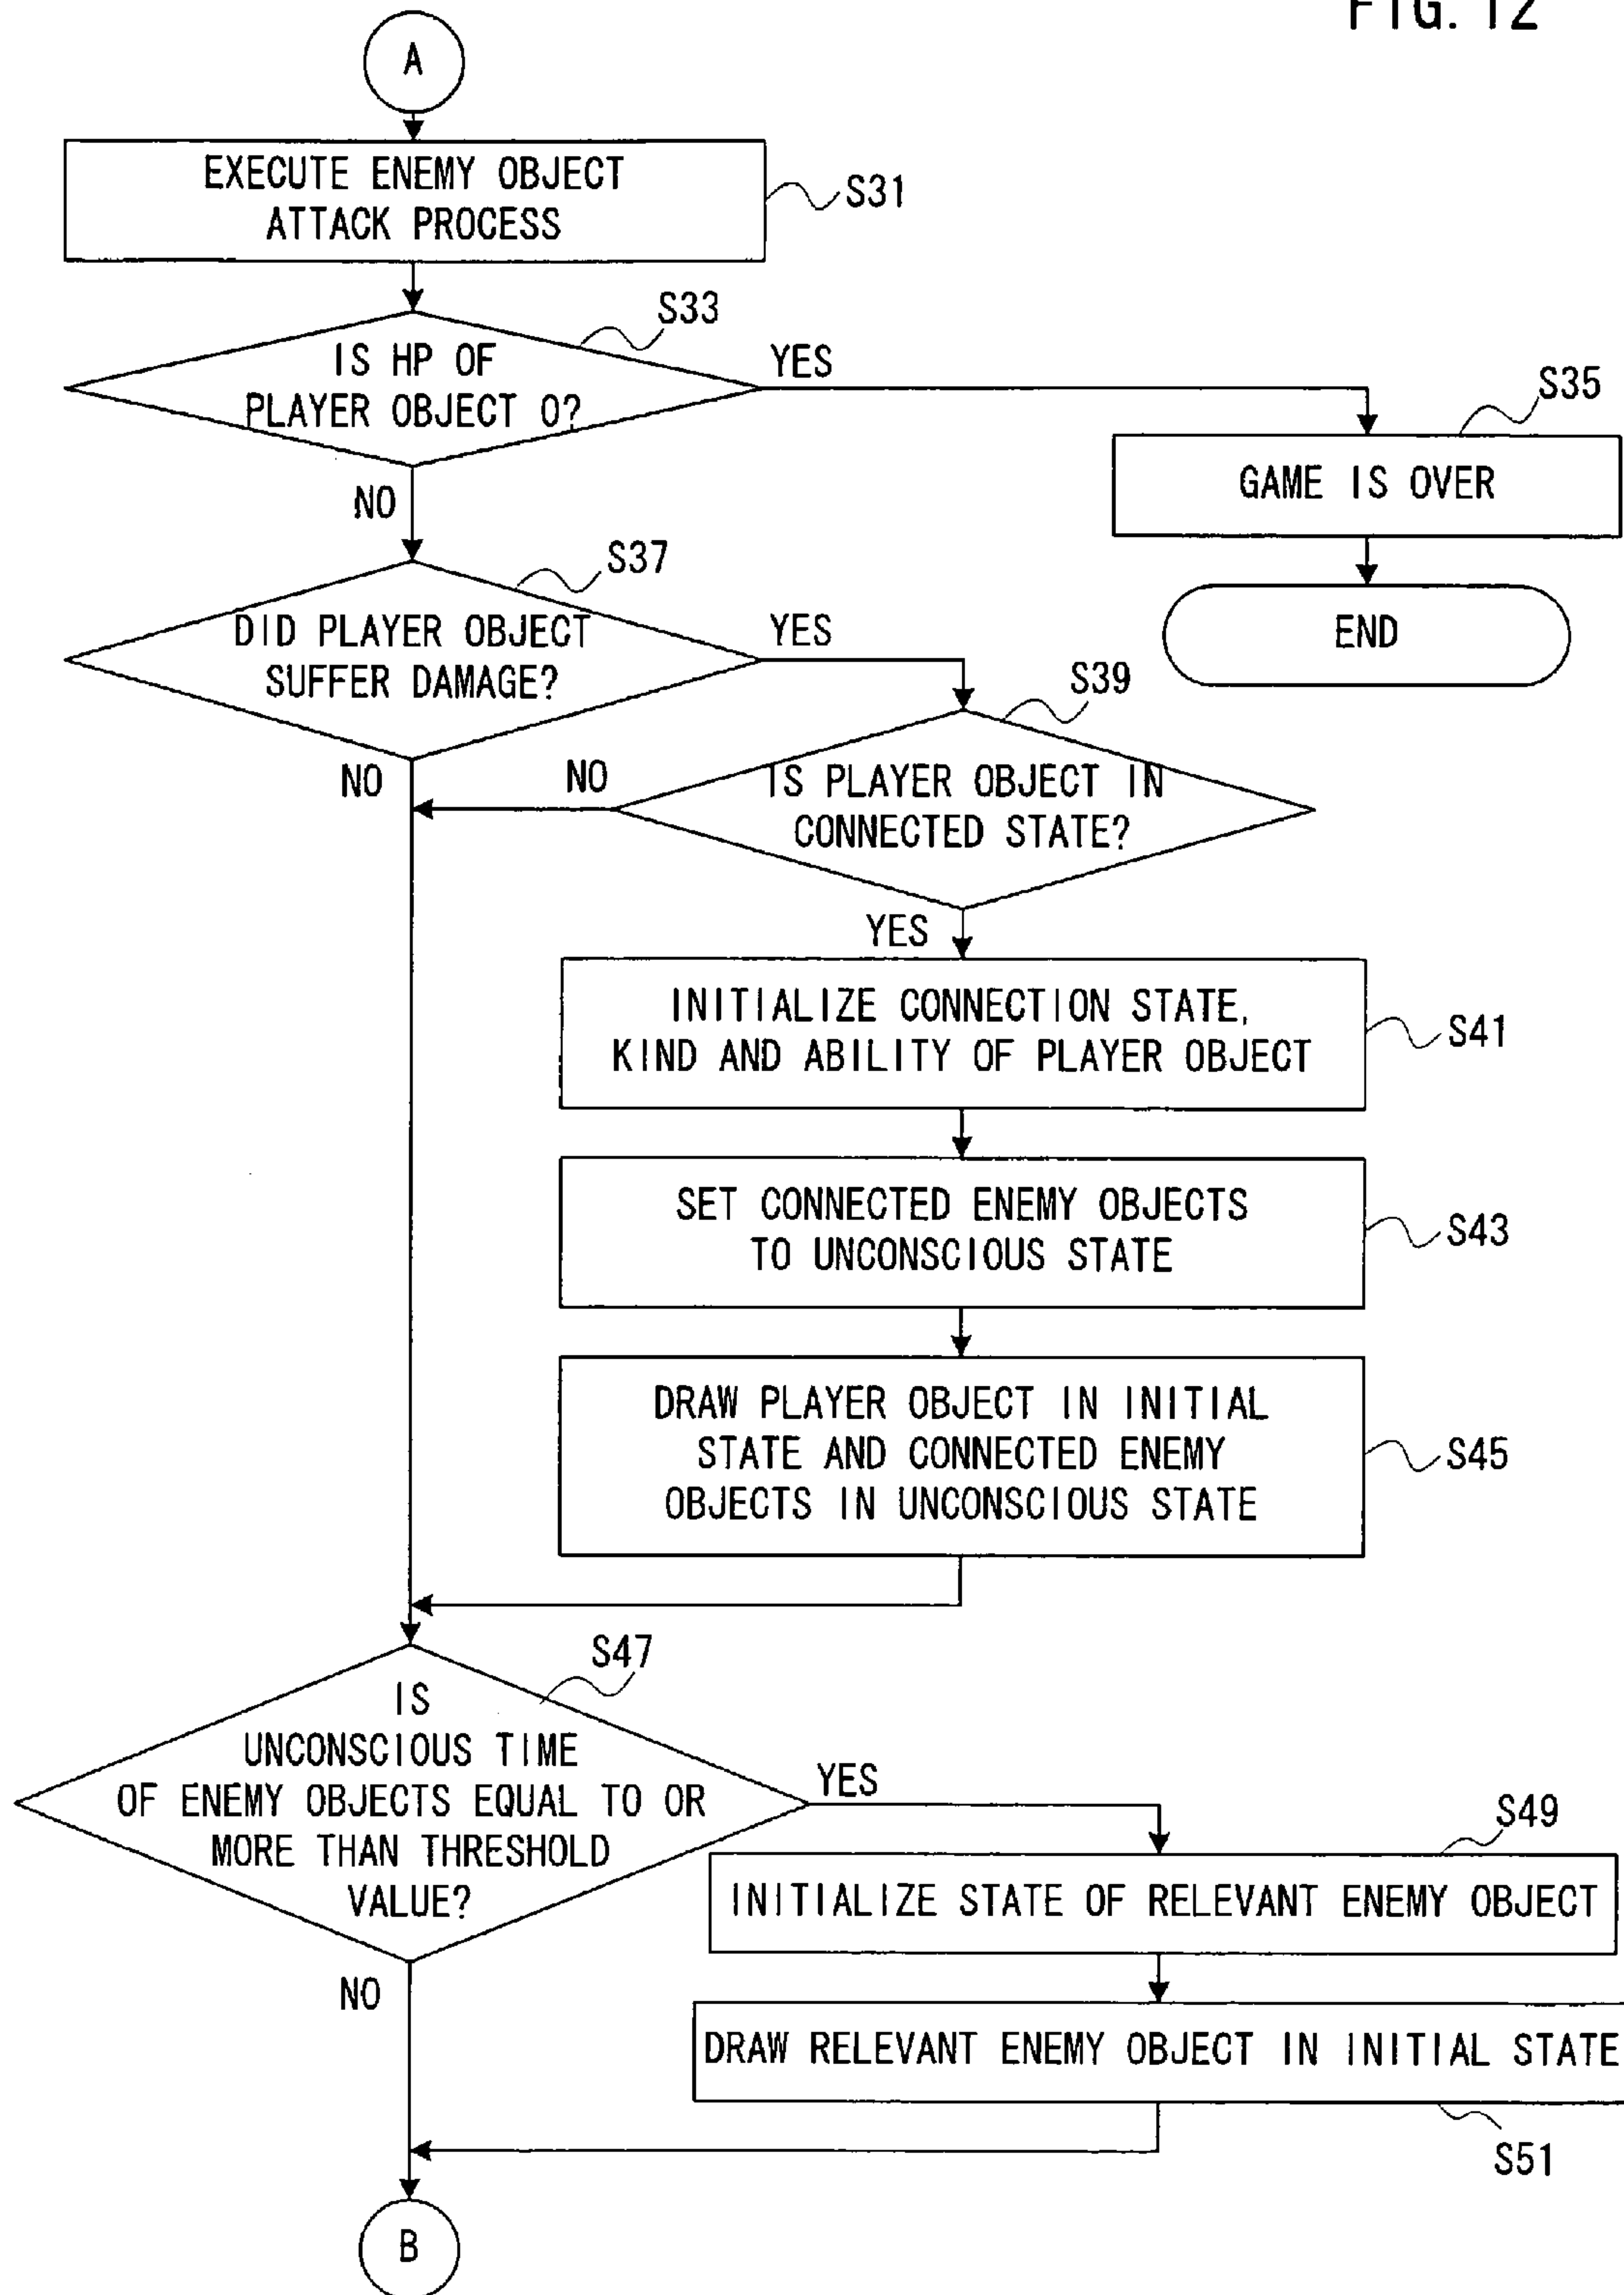 FIG. 12
A
EXECUTE ENEMY OBJECT
ATTACK PROCESS
S31
S33
IS HP OF
PLAYER OBJECT 0?
YES
S35
GAME IS OVER
NO
END
S37
DID PLAYER OBJECT
SUFFER DAMAGE?
YES
S39
NO
NO
IS PLAYER OBJECT IN
CONNECTED STATE?
YES
INITIALIZE CONNECTION STATE,
KIND AND ABILITY OF PLAYER OBJECT
S41
SET CONNECTED ENEMY OBJECTS
TO UNCONSCIOUS STATE
S43
DRAW PLAYER OBJECT IN INITIAL
STATE AND CONNECTED ENEMY
OBJECTS IN UNCONSCIOUS STATE
S45
S47
IS
UNCONSCIOUS TIME
OF ENEMY OBJECTS EQUAL TO OR
MORE THAN THRESHOLD
VALUE?
YES
S49
INITIALIZE STATE OF RELEVANT ENEMY OBJECT
NO
DRAW RELEVANT ENEMY OBJECT IN INITIAL STATE
S51
B